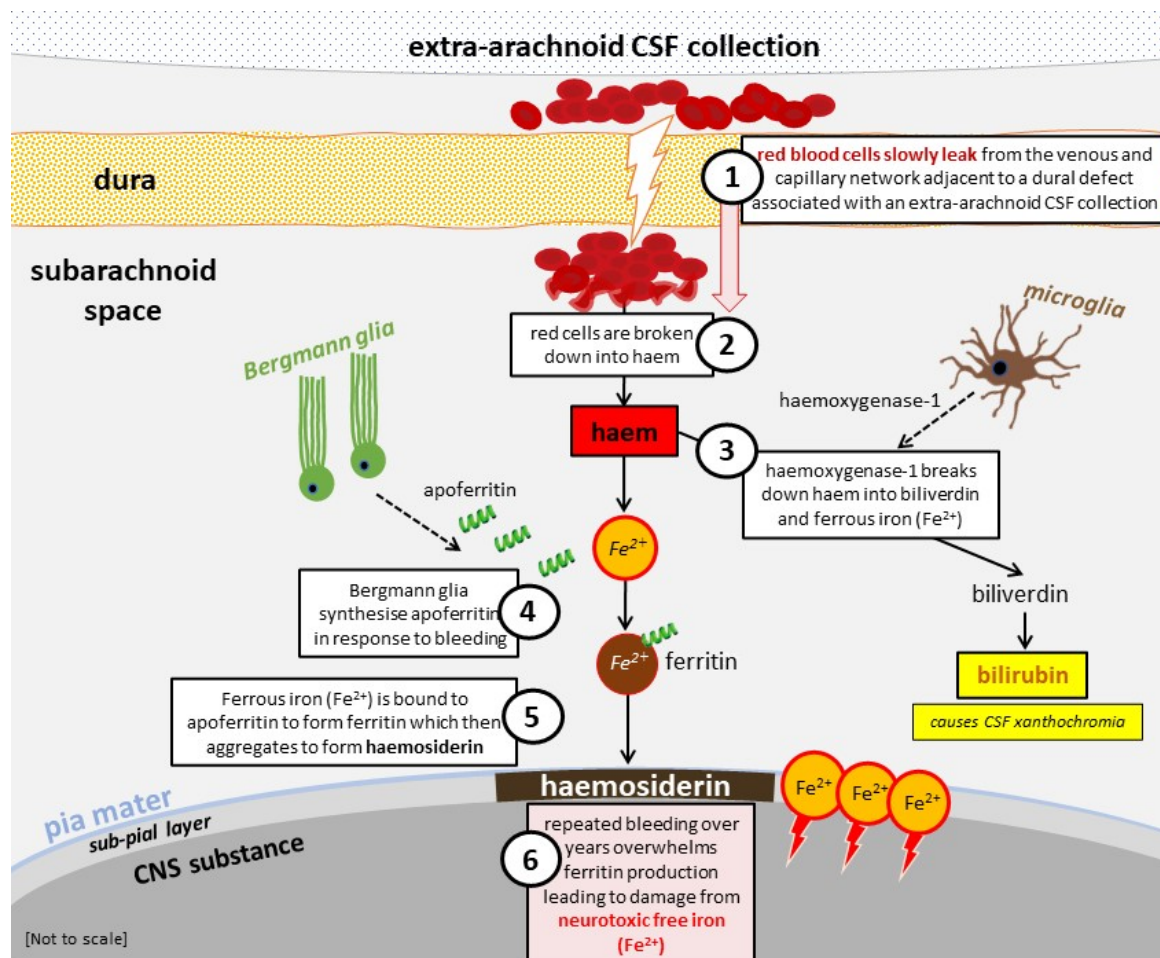 extra-arachnoid CSF collection
dura
1
red blood cells slowly leak from the venous and
capillary network adjacent to a dural defect
associated with an extra-arachnoid CSF collection
subarachnoid
space
Bergmann glia
microglia
red cells are broken
down into haem
2
haemoxygenase-1
haem
3
haemoxygenase-1 breaks
down haem into biliverdin
and ferrous iron (Fe²⁺)
apoferritin
Fe²⁺
Bergmann glia
synthesise apoferritin
in response to bleeding
4
biliverdin
Fe²⁺
ferritin
bilirubin
causes CSF xanthochromia
Ferrous iron (Fe²⁺) is bound to
apoferritin to form ferritin which then
aggregates to form haemosiderin
5
haemosiderin
Fe²⁺
Fe²⁺
Fe²⁺
pia mater
sub-pial layer
CNS substance
6
repeated bleeding over
years overwhelms
ferritin production
leading to damage from
neurotoxic free iron
(Fe²⁺)
[Not to scale]